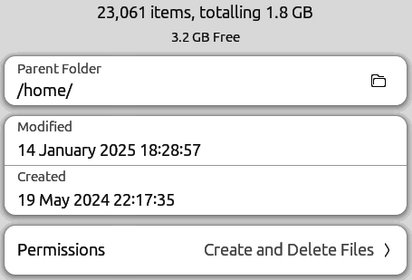 23,061 items, totalling 1.8 GB
3.2 GB Free
Parent Folder
/home/
Modified
14 January 2025 18:28:57
Created
19 May 2024 22:17:35
Permissions Create and Delete Files